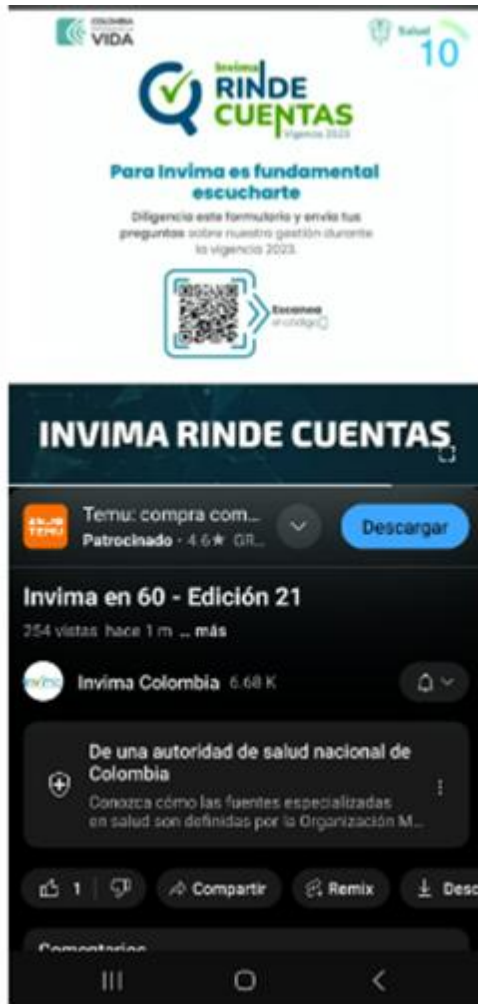 COLOMBIA
VIDA
Salud
10
Invima
RINDE
CUENTAS
Vigencia 2023
Para Invima es fundamental
escucharte
Diligencia este formulario y envía tus
preguntas sobre nuestra gestión durante
la vigencia 2023.
Escanea
el código
INVIMA RINDE CUENTAS
TEMU
Temu: compra com...
Patrocinado · 4.6★ GR...
Descargar
Invima en 60 - Edición 21
254 vistas hace 1 m ... más
invima
Invima Colombia 6.68 K
De una autoridad de salud nacional de
Colombia
Conozca cómo las fuentes especializadas
en salud son definidas por la Organización M...
1
Compartir
Remix
Desc
Comentarios